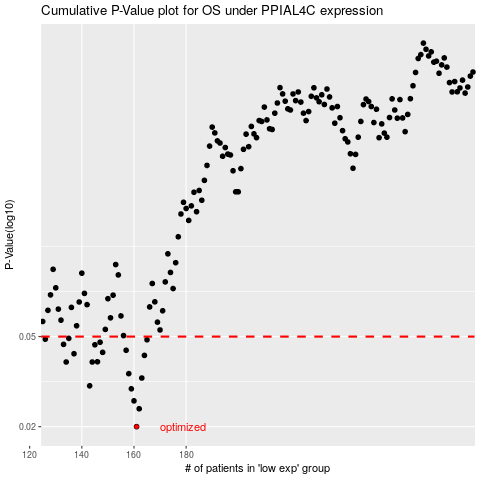 Cumulative P-Value plot for OS under PPIAL4C expression
P-Value(log10)
0.05
0.02
optimized
120
140
160
180
# of patients in 'low exp' group